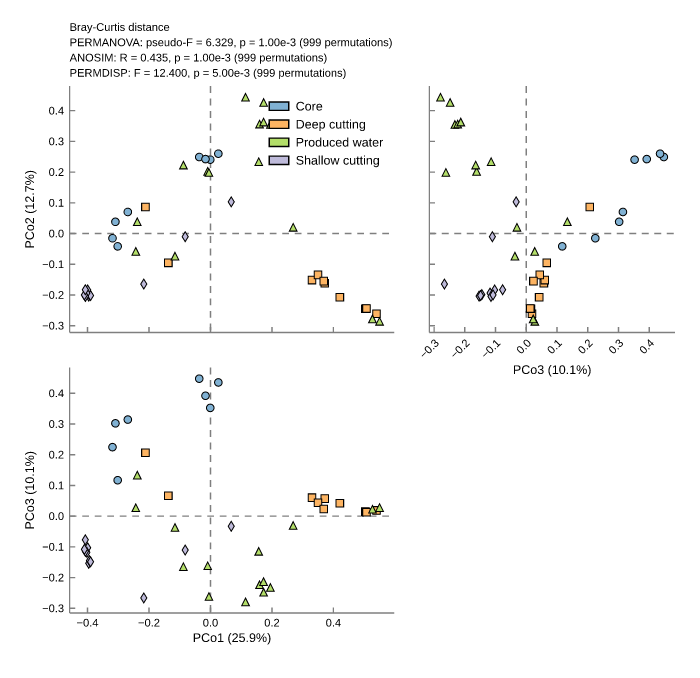 Bray-Curtis distance
PERMANOVA: pseudo-F = 6.329, p = 1.00e-3 (999 permutations)
ANOSIM: R = 0.435, p = 1.00e-3 (999 permutations)
PERMDISP: F = 12.400, p = 5.00e-3 (999 permutations)
Core
Deep cutting
Produced water
Shallow cutting
PCo2 (12.7%)
0.4
0.3
0.2
0.1
0.0
−0.1
−0.2
−0.3
−0.3
−0.2
−0.1
0.0
0.1
0.2
0.3
0.4
PCo3 (10.1%)
PCo3 (10.1%)
0.4
0.3
0.2
0.1
0.0
−0.1
−0.2
−0.3
−0.4
−0.2
0.0
0.2
0.4
PCo1 (25.9%)